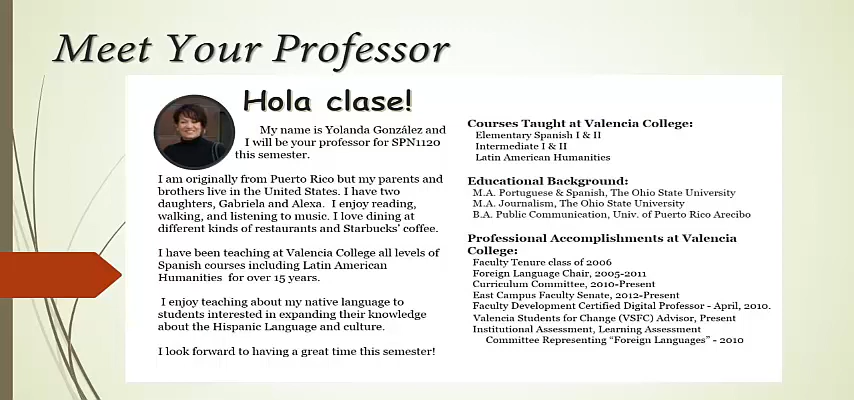 Meet Your Professor
Hola clase!
My name is Yolanda González and
I will be your professor for SPN1120
this semester.
I am originally from Puerto Rico but my parents and
brothers live in the United States. I have two
daughters, Gabriela and Alexa. I enjoy reading,
walking, and listening to music. I love dining at
different kinds of restaurants and Starbucks' coffee.
I have been teaching at Valencia College all levels of
Spanish courses including Latin American
Humanities for over 15 years.
I enjoy teaching about my native language to
students interested in expanding their knowledge
about the Hispanic Language and culture.
I look forward to having a great time this semester!
Courses Taught at Valencia College:
Elementary Spanish I & II
Intermediate I & II
Latin American Humanities
Educational Background:
M.A. Portuguese & Spanish, The Ohio State University
M.A. Journalism, The Ohio State University
B.A. Public Communication, Univ. of Puerto Rico Arecibo
Professional Accomplishments at Valencia
College:
Faculty Tenure class of 2006
Foreign Language Chair, 2005-2011
Curriculum Committee, 2010-Present
East Campus Faculty Senate, 2012-Present
Faculty Development Certified Digital Professor - April, 2010.
Valencia Students for Change (VSFC) Advisor, Present
Institutional Assessment, Learning Assessment
Committee Representing "Foreign Languages" - 2010